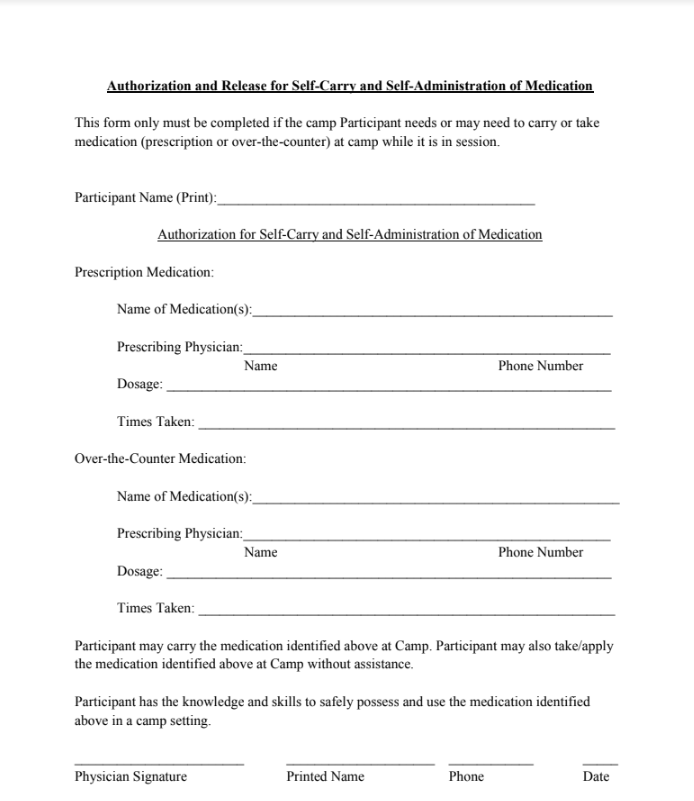 Authorization and Release for Self-Carry and Self-Administration of Medication
This form only must be completed if the camp Participant needs or may need to carry or take
medication (prescription or over-the-counter) at camp while it is in session.
Participant Name (Print):
Authorization for Self-Carry and Self-Administration of Medication
Prescription Medication:
Name of Medication(s):
Prescribing Physician:
Name Phone Number
Dosage:
Times Taken:
Over-the-Counter Medication:
Name of Medication(s):
Prescribing Physician:
Name Phone Number
Dosage:
Times Taken:
Participant may carry the medication identified above at Camp. Participant may also take/apply
the medication identified above at Camp without assistance.
Participant has the knowledge and skills to safely possess and use the medication identified
above in a camp setting.
Physician Signature Printed Name Phone Date